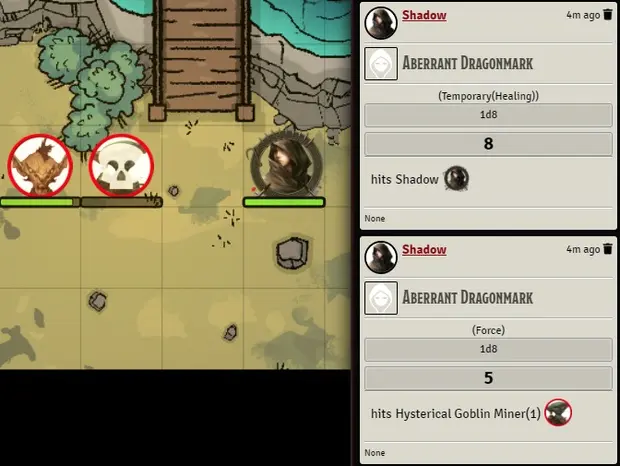 Shadow 4m ago
Aberrant Dragonmark
(Temporary(Healing))
1d8
8
hits Shadow
None
Shadow 4m ago
Aberrant Dragonmark
(Force)
1d8
5
hits Hysterical Goblin Miner(1)
None